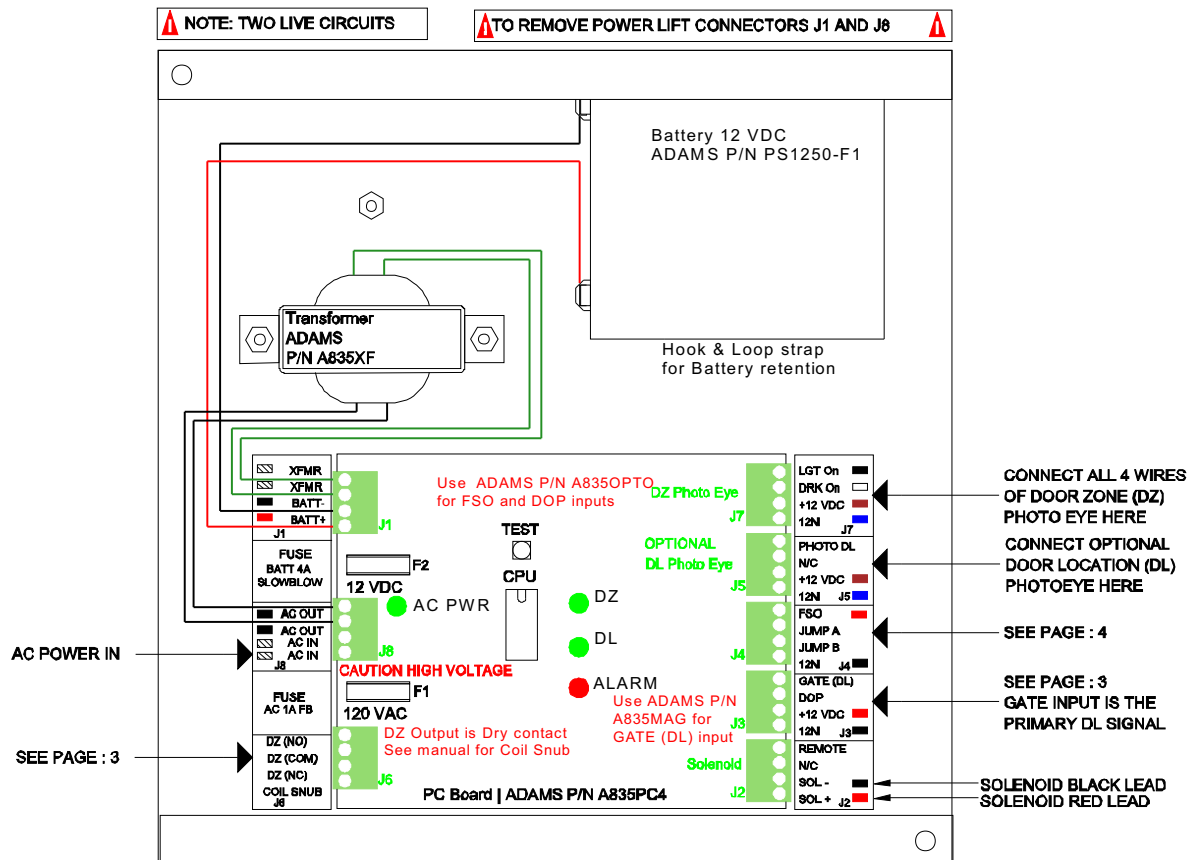 NOTE: TWO LIVE CIRCUITS
TO REMOVE POWER LIFT CONNECTORS J1 AND J8
Battery 12 VDC
ADAMS P/N PS1250-F1
Hook & Loop strap
for Battery retention
Transformer
ADAMS
P/N A835XF
XFMR
XFMR
BATT-
BATT+
J1
FUSE
BATT 4A
SLOWBLOW
AC OUT
AC OUT
AC IN
AC IN
J8
FUSE
AC 1A FB
DZ (NO)
DZ (COM)
DZ (NC)
COIL SNUB
J6
AC POWER IN
SEE PAGE : 3
J1
Use ADAMS P/N A835OPTO
for FSO and DOP inputs
TEST
CPU
F2
12 VDC
AC PWR
J8
CAUTION HIGH VOLTAGE
F1
120 VAC
DZ
DL
ALARM
DZ Output is Dry contact
See manual for Coil Snub
J6
Use ADAMS P/N
A835MAG for
GATE (DL) input
PC Board | ADAMS P/N A835PC4
DZ Photo Eye
J7
OPTIONAL
DL Photo Eye
J5
J4
J3
Solenoid
J2
LGT On
DRK On
+12 VDC
12NI
J7
PHOTO DL
N/C
+12 VDC
12NI
J5
FSO
JUMP A
JUMP B
12NI
J4
GATE (DL)
DOP
+12 VDC
12NI
J3
REMOTE
N/C
SOL -
SOL +
J2
CONNECT ALL 4 WIRES
OF DOOR ZONE (DZ)
PHOTO EYE HERE
CONNECT OPTIONAL
DOOR LOCATION (DL)
PHOTOEYE HERE
SEE PAGE : 4
SEE PAGE : 3
GATE INPUT IS THE
PRIMARY DL SIGNAL
SOLENOID BLACK LEAD
SOLENOID RED LEAD